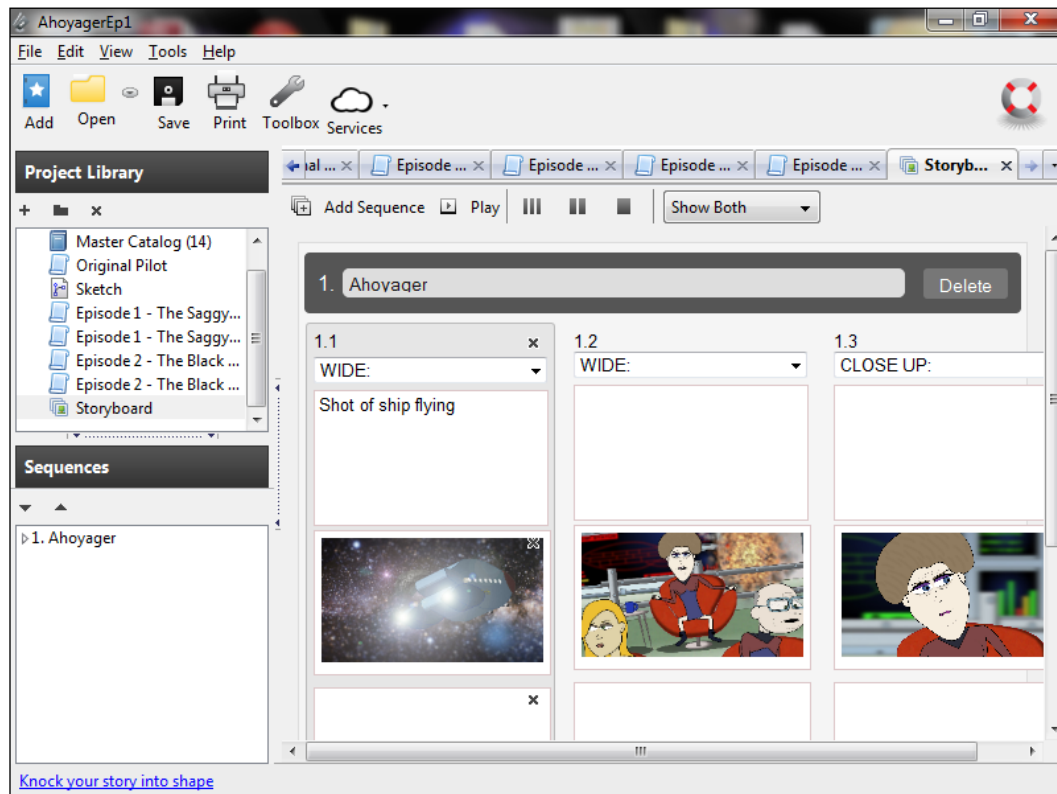 AhoyagerEp1
File Edit View Tools Help
Add Open Save Print Toolbox Services
Project Library
Master Catalog (14)
Original Pilot
Sketch
Episode 1 - The Saggy...
Episode 1 - The Saggy...
Episode 2 - The Black ...
Episode 2 - The Black ...
Storyboard
Sequences
1. Ahoyager
Knock your story into shape
ıal ... Episode ... Episode ... Episode ... Episode ... Storyb...
Add Sequence Play Show Both
1. Ahoyager Delete
1.1 1.2 1.3
WIDE: WIDE: CLOSE UP:
Shot of ship flying